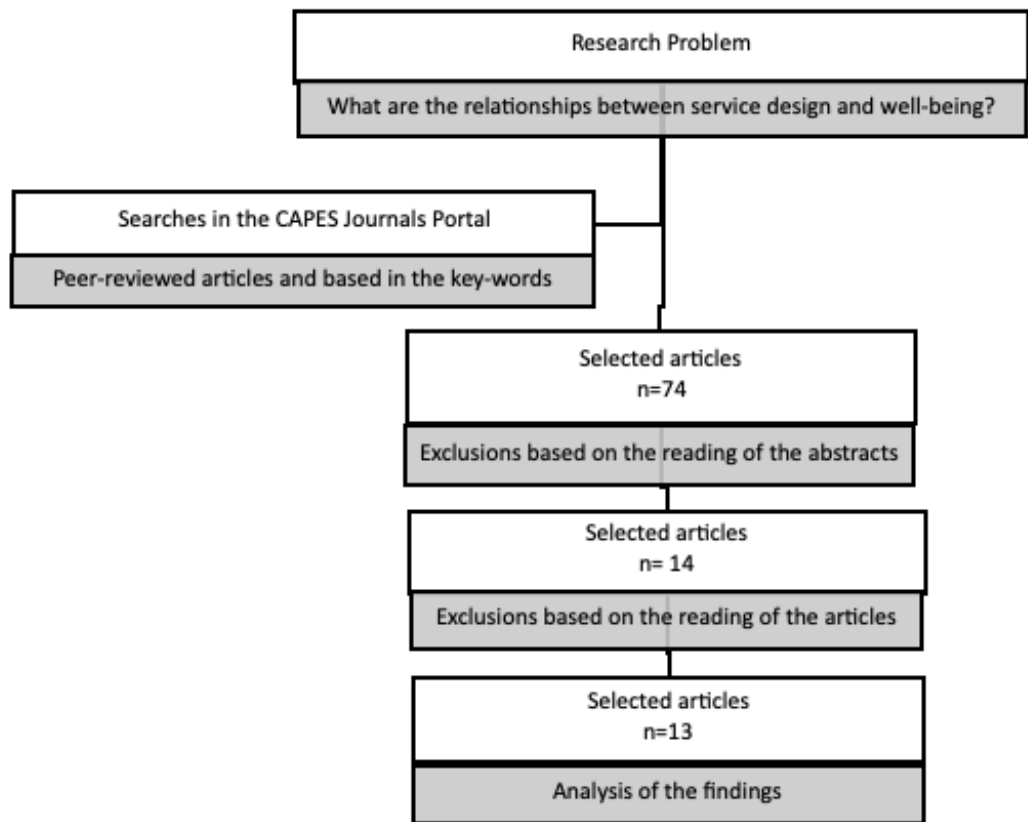 Research Problem
What are the relationships between service design and well-being?
Searches in the CAPES Journals Portal
Peer-reviewed articles and based in the key-words
Selected articles
n=74
Exclusions based on the reading of the abstracts
Selected articles
n= 14
Exclusions based on the reading of the articles
Selected articles
n=13
Analysis of the findings